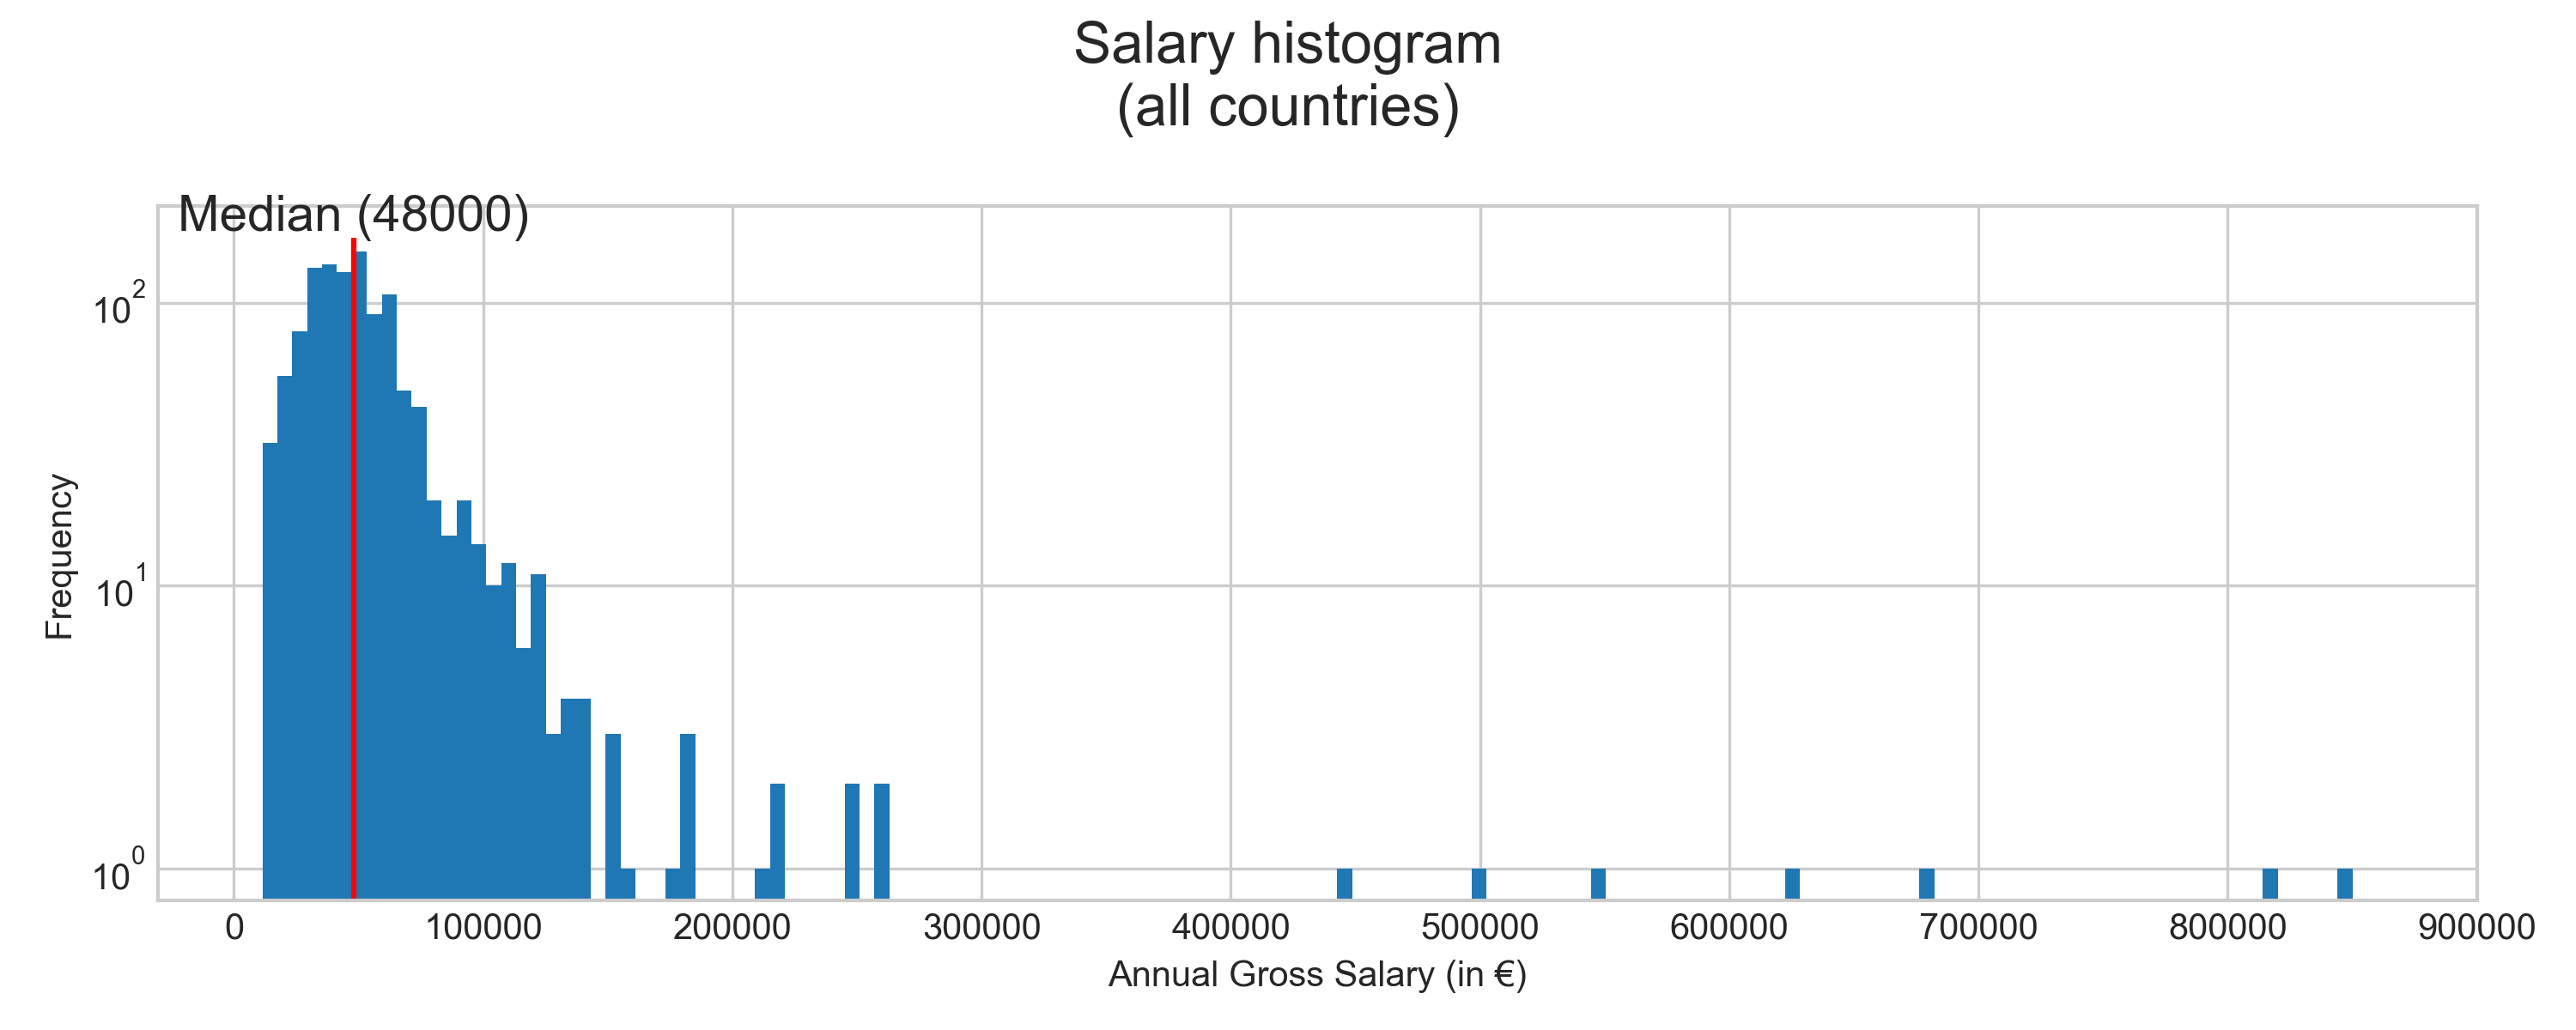 Salary histogram
(all countries)
Median (48000)
Frequency
10²
10¹
10⁰
0 100000 200000 300000 400000 500000 600000 700000 800000 900000
Annual Gross Salary (in €)